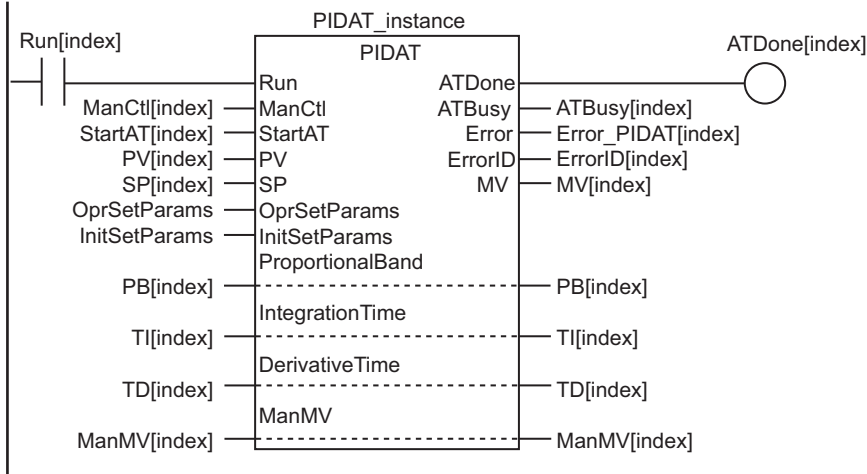 PIDAT_instance
Run[index]
PIDAT
ATDone[index]
Run
ATDone
ManCtl[index]
ManCtl
ATBusy
ATBusy[index]
StartAT[index]
StartAT
Error
Error_PIDAT[index]
PV[index]
PV
ErrorID
ErrorID[index]
SP[index]
SP
MV
MV[index]
OprSetParams
OprSetParams
InitSetParams
InitSetParams
ProportionalBand
PB[index]
PB[index]
IntegrationTime
TI[index]
TI[index]
DerivativeTime
TD[index]
TD[index]
ManMV
ManMV[index]
ManMV[index]